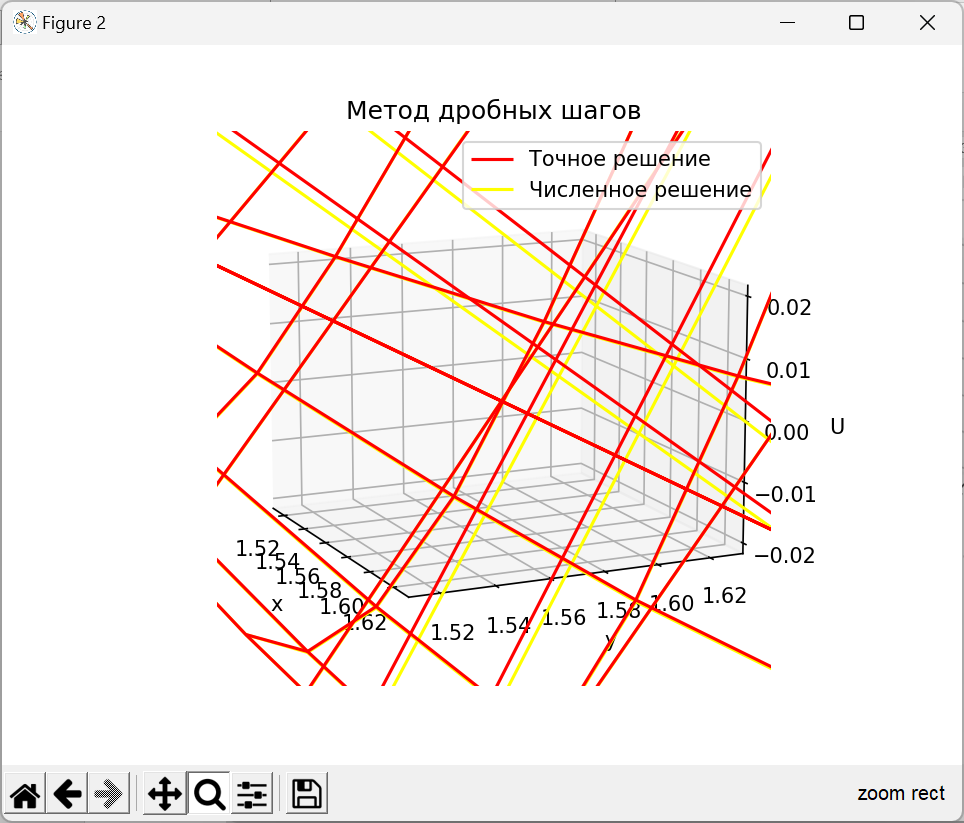 Figure 2
Метод дробных шагов
Точное решение
Численное решение
0.02
0.01
0.00
U
−0.01
−0.02
1.52
1.54
1.56
1.58
1.60
1.62
x
1.52
1.54
1.56
1.58
1.60
1.62
y
zoom rect